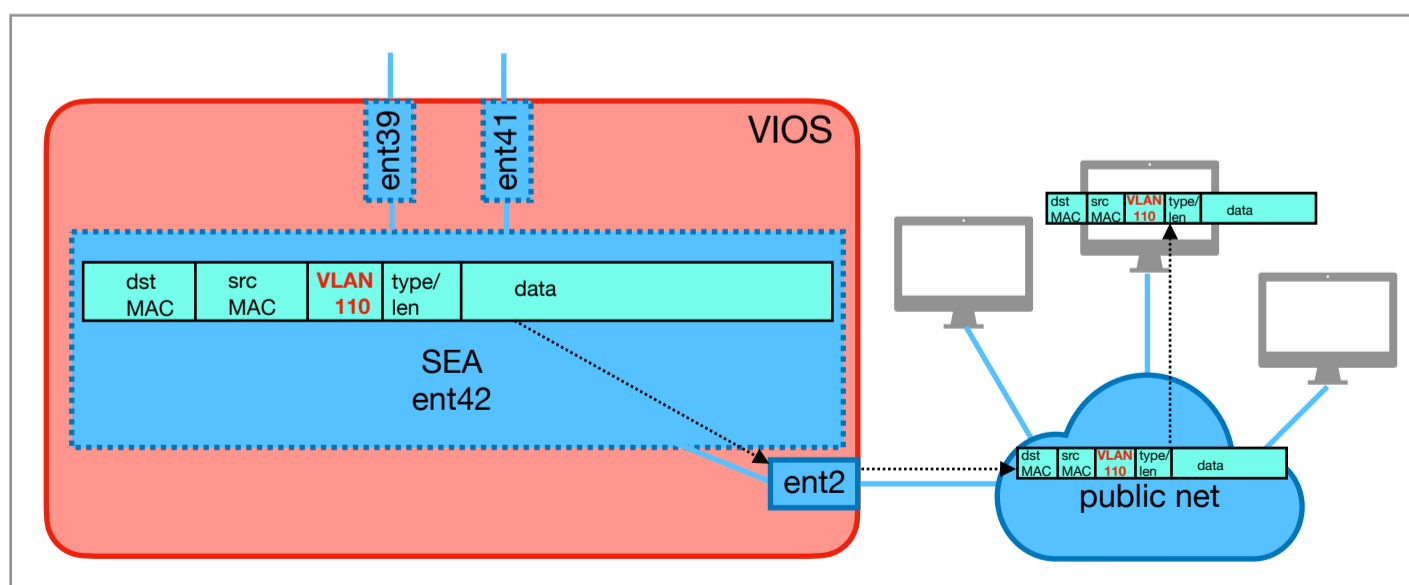 VIOS
ent39
ent41
dst MAC
src MAC
VLAN 110
type/ len
data
SEA
ent42
ent2
dst MAC
src MAC
VLAN 110
type/ len
data
dst MAC
src MAC
VLAN 110
type/ len
data
public net